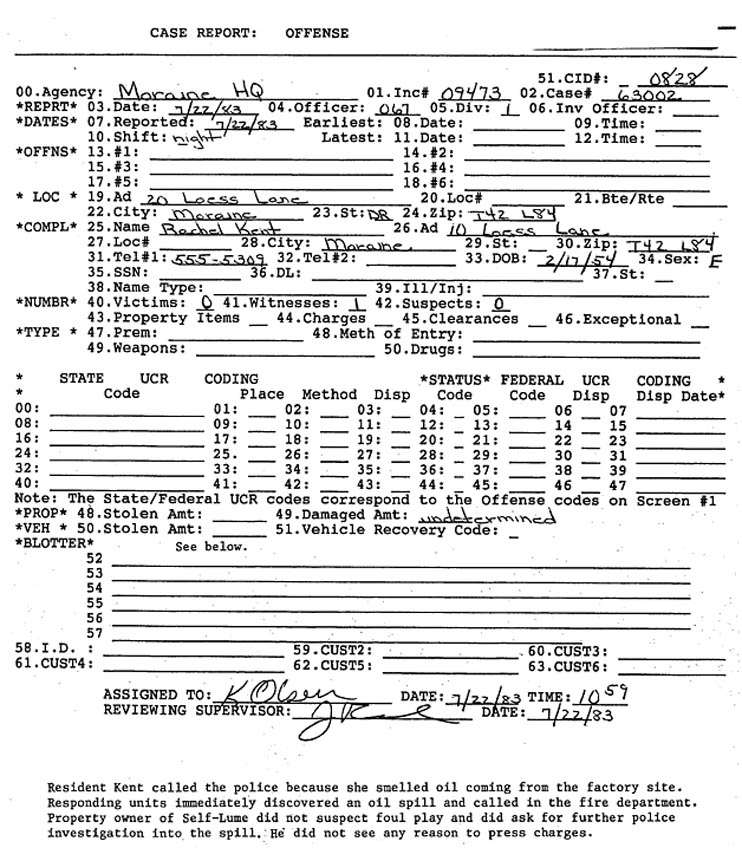 CASE REPORT: OFFENSE
51.CID#: 0828
00.Agency: Moraine HQ 01.Inc# 09473 02.Case# 63002
*REPRT* 03.Date: 7/22/83 04.Officer: 067 05.Div: 1 06.Inv Officer:
*DATES* 07.Reported: 7/22/83 Earliest: 08.Date: 09.Time:
10.Shift: night Latest: 11.Date: 12.Time:
*OFFNS* 13.#1: 14.#2:
15.#3: 16.#4:
17.#5: 18.#6:
* LOC * 19.Ad 20 Loess Lane 20.Loc# 21.Bte/Rte
22.City: Moraine 23.St: DR 24.Zip: T42 L84
*COMPL* 25.Name Rachel Kent 26.Ad 10 Loess Lane
27.Loc# 28.City: Moraine 29.St: 30.Zip: T42 L84
31.Tel#1: 555-5309 32.Tel#2: 33.DOB: 2/17/54 34.Sex: F
35.SSN: 36.DL: 37.St:
38.Name Type: 39.Ill/Inj:
*NUMBR* 40.Victims: 0 41.Witnesses: 1 42.Suspects: 0
43.Property Items 44.Charges 45.Clearances 46.Exceptional
*TYPE * 47.Prem: 48.Meth of Entry:
49.Weapons: 50.Drugs:
* STATE UCR CODING *STATUS* FEDERAL UCR CODING *
* Code Place Method Disp Code Code Disp Disp Date*
00: 01: 02: 03: 04: 05: 06 07
08: 09: 10: 11: 12: 13: 14 15
16: 17: 18: 19: 20: 21: 22 23
24: 25. 26: 27: 28: 29: 30 31
32: 33: 34: 35: 36: 37: 38 39
40: 41: 42: 43: 44: 45: 46 47
Note: The State/Federal UCR codes correspond to the Offense codes on Screen #1
*PROP* 48.Stolen Amt: 49.Damaged Amt: undetermined
*VEH * 50.Stolen Amt: 51.Vehicle Recovery Code:
*BLOTTER* See below.
52
53
54
55
56
57
58.I.D. : 59.CUST2: 60.CUST3:
61.CUST4: 62.CUST5: 63.CUST6:
ASSIGNED TO: K Olsen DATE: 7/22/83 TIME: 10 59
REVIEWING SUPERVISOR: DATE: 7/22/83
Resident Kent called the police because she smelled oil coming from the factory site.
Responding units immediately discovered an oil spill and called in the fire department.
Property owner of Self-Lume did not suspect foul play and did ask for further police
investigation into the spill. He did not see any reason to press charges.